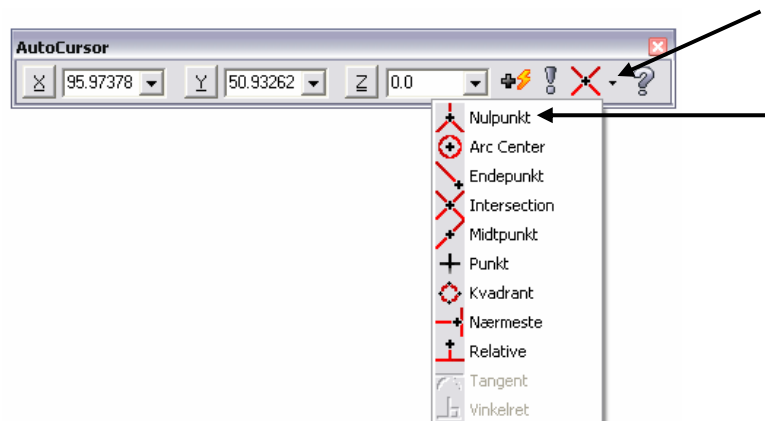 AutoCursor
X 95.97378 Y 50.93262 Z 0.0
Nulpunkt
Arc Center
Endepunkt
Intersection
Midtpunkt
Punkt
Kvadrant
Nærmeste
Relative
Tangent
Vinkelret